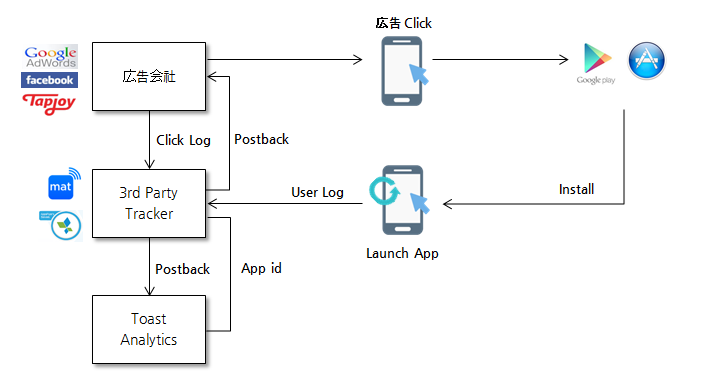 広告 Click
Google
AdWords
facebook
Tapjoy
広告会社
Google play
Click Log
Postback
mat
3rd Party
Tracker
User Log
Install
Launch App
Postback
App id
Toast
Analytics